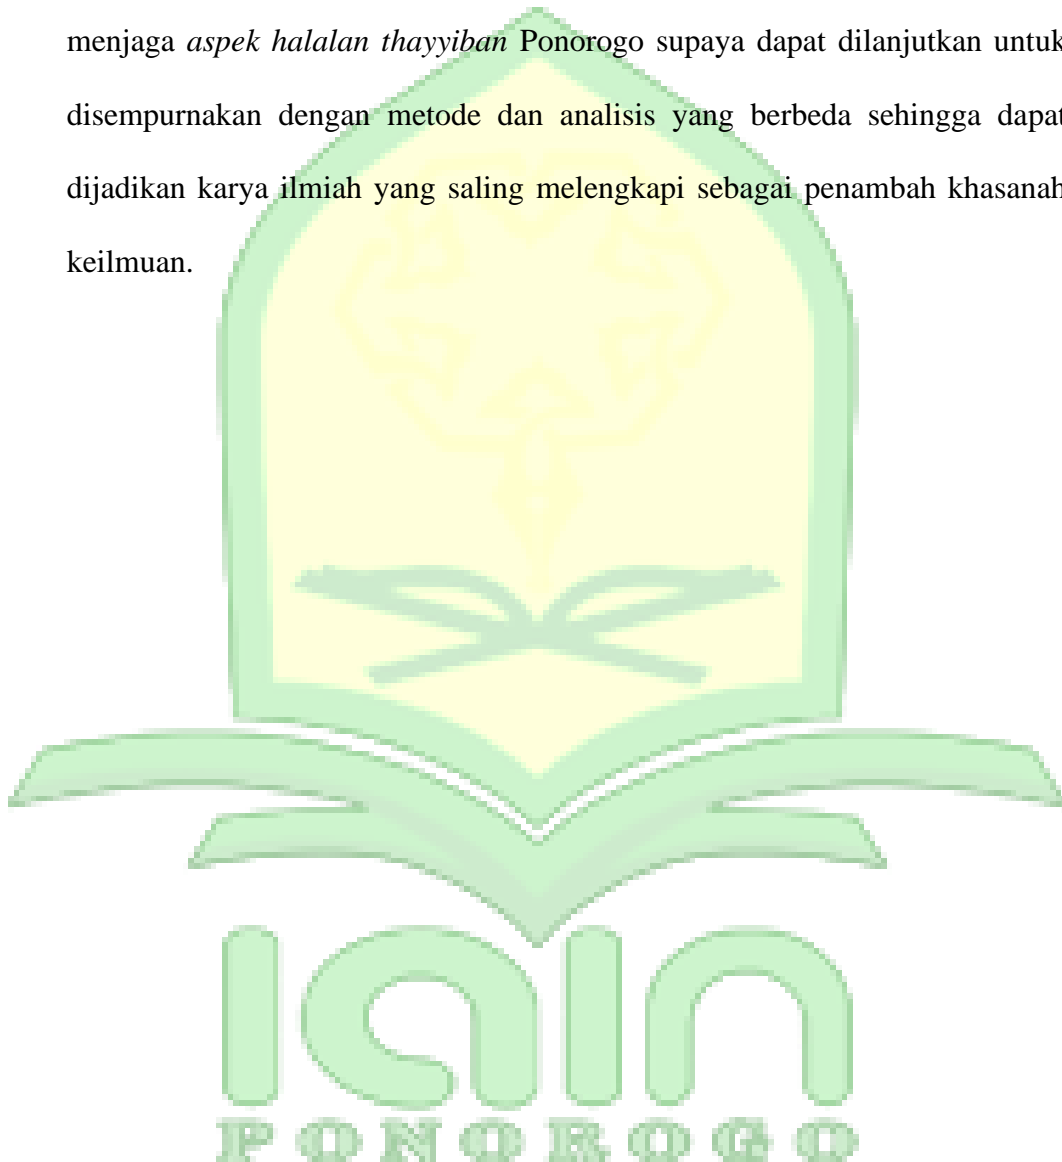 menjaga aspek halalan thayyiban Ponorogo supaya dapat dilanjutkan untuk
disempurnakan dengan metode dan analisis yang berbeda sehingga dapat
dijadikan karya ilmiah yang saling melengkapi sebagai penambah khasanah
keilmuan.
iain
PONOROGO